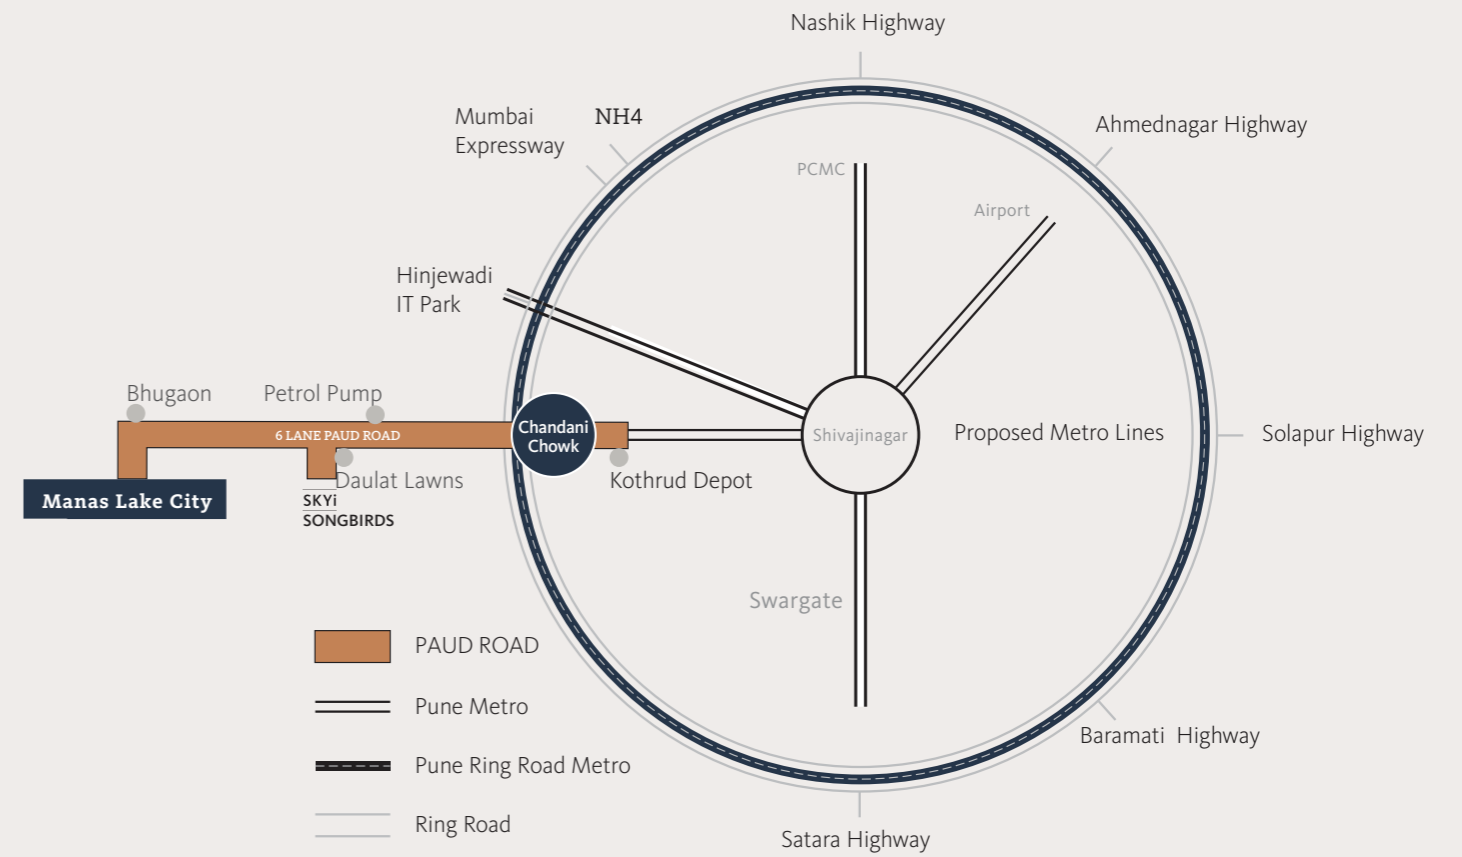 Nashik Highway
Mumbai
Expressway
NH4
Ahmednagar Highway
PCMC
Airport
Hinjewadi
IT Park
Bhugaon
Petrol Pump
6 LANE PAUD ROAD
Chandani
Chowk
Shivajinagar
Proposed Metro Lines
Solapur Highway
Daulat Lawns
Kothrud Depot
Manas Lake City
SKYi
SONGBIRDS
Swargate
PAUD ROAD
Pune Metro
Pune Ring Road Metro
Ring Road
Baramati Highway
Satara Highway